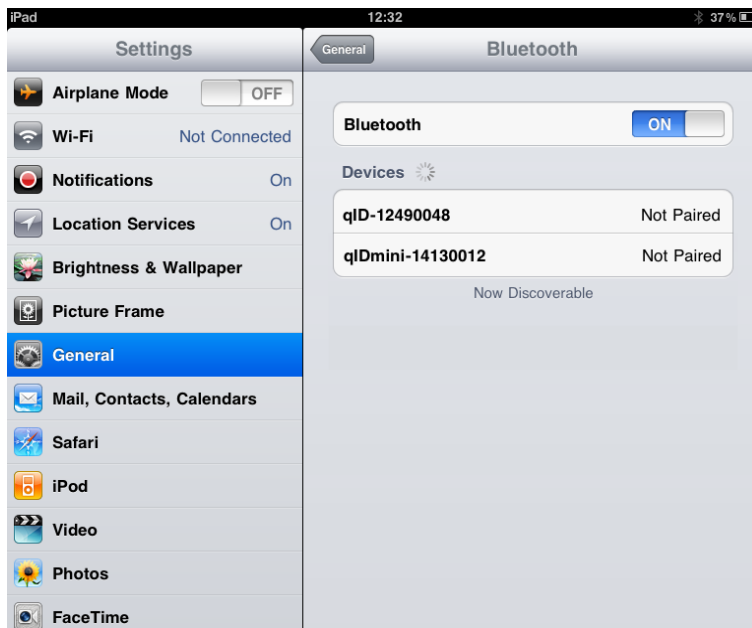 iPad 12:32 37%
Settings
Airplane Mode OFF
Wi-Fi Not Connected
Notifications On
Location Services On
Brightness & Wallpaper
Picture Frame
General
Mail, Contacts, Calendars
Safari
iPod
Video
Photos
FaceTime
General Bluetooth
Bluetooth ON
Devices
qID-12490048 Not Paired
qIDmini-14130012 Not Paired
Now Discoverable